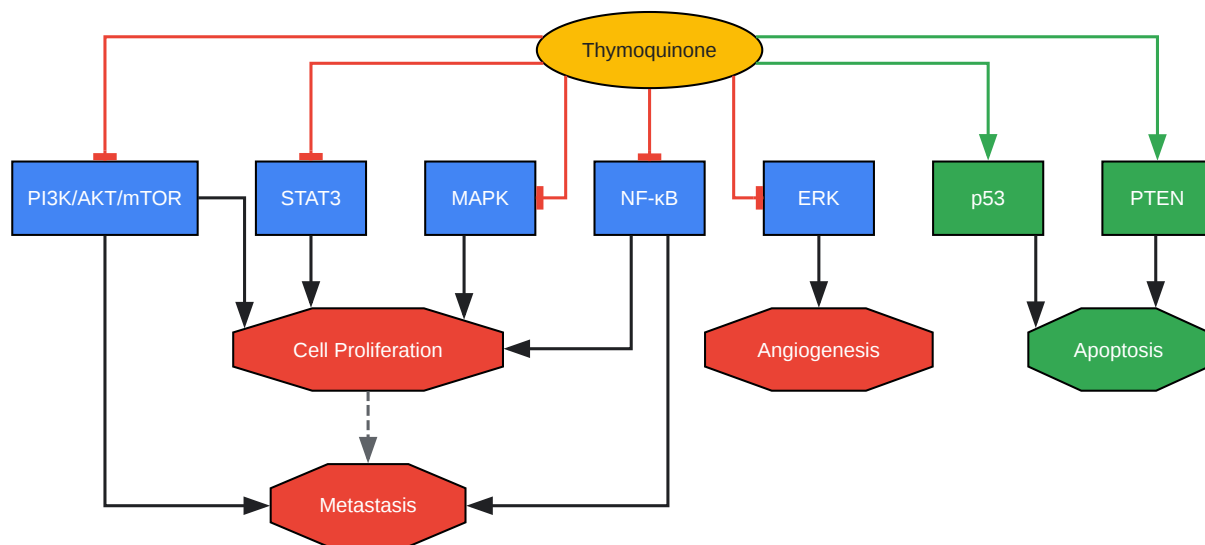 Thymoquinone
PI3K/AKT/mTOR
STAT3
MAPK
NF-κB
ERK
p53
PTEN
Cell Proliferation
Angiogenesis
Apoptosis
Metastasis